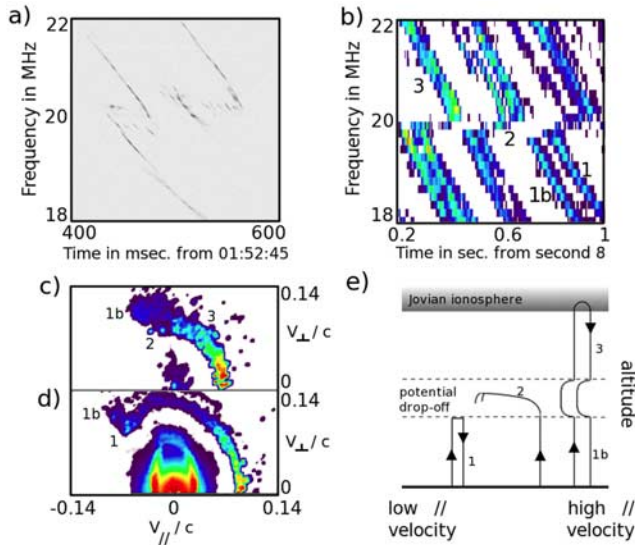 a)
22
20
18
Frequency in MHz
400
600
Time in msec. from 01:52:45
b)
22
20
18
Frequency in MHz
3
2
1
1b
0.2
0.6
1
Time in sec. from second 8
c)
1b
2
3
0.14
V⊥ / c
0
d)
1b
1
0.14
V⊥ / c
0
-0.14
0
0.14
V// / c
e)
Jovian ionosphere
3
potential
drop-off
2
1
1b
altitude
low //
velocity
high //
velocity